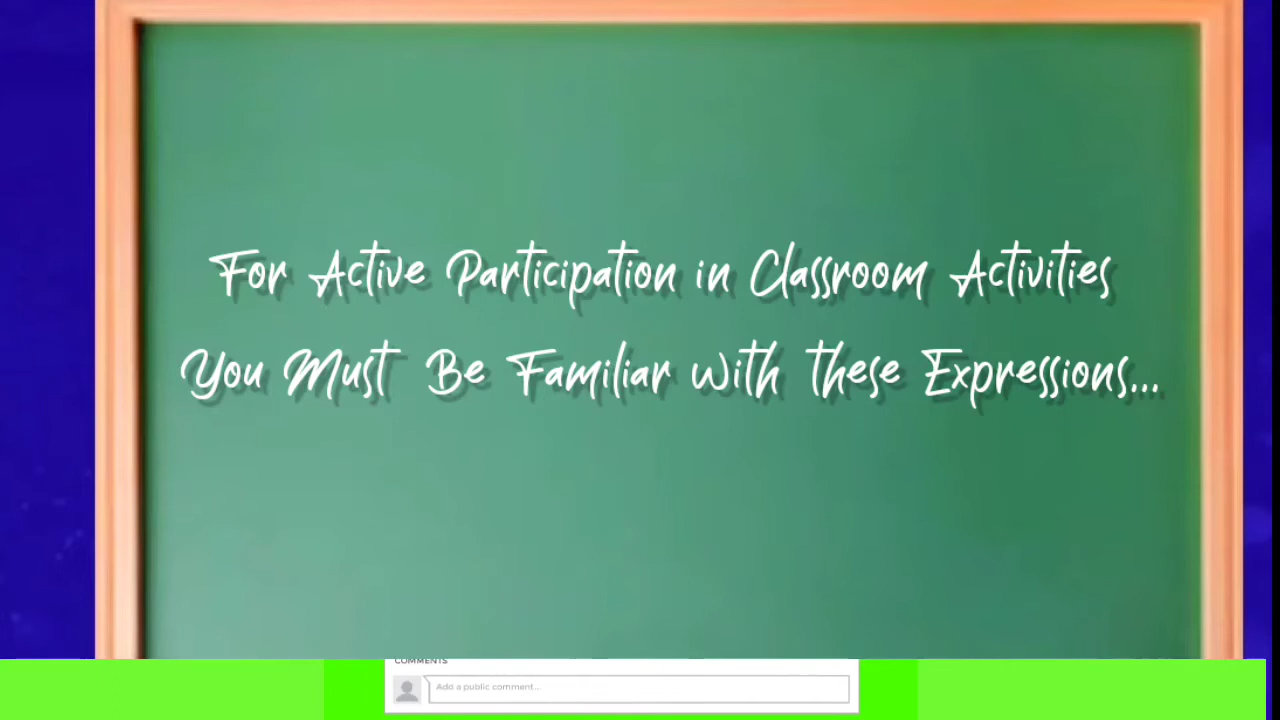 For Active Participation in Classroom Activities
You Must Be Familiar with these Expressions...
COMMENTS
Add a public comment...